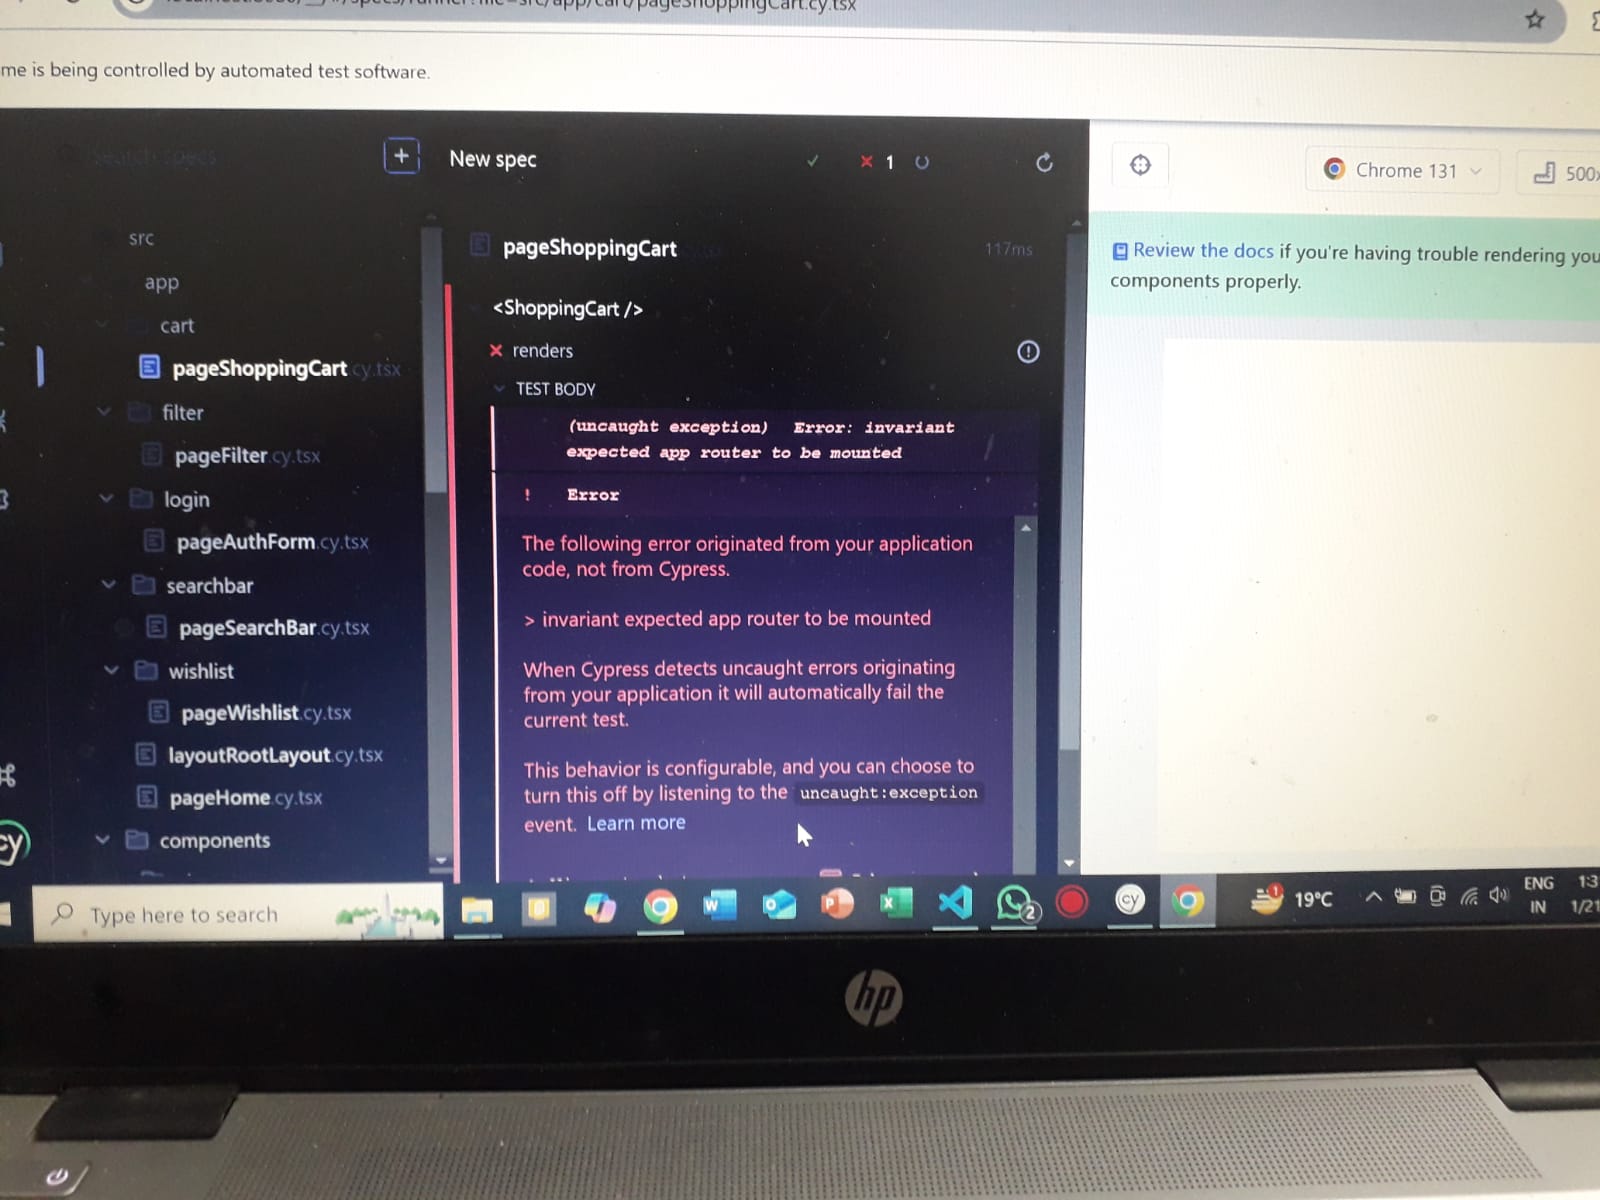 pageShoppingCart.cy.tsx
me is being controlled by automated test software.
Search specs
+
New spec
1
Chrome 131
500x
src
app
cart
pageShoppingCart.cy.tsx
filter
pageFilter.cy.tsx
login
pageAuthForm.cy.tsx
searchbar
pageSearchBar.cy.tsx
wishlist
pageWishlist.cy.tsx
layoutRootLayout.cy.tsx
pageHome.cy.tsx
components
pageShoppingCart
117ms
<ShoppingCart />
renders
TEST BODY
(uncaught exception) Error: invariant
expected app router to be mounted
! Error
The following error originated from your application
code, not from Cypress.
> invariant expected app router to be mounted
When Cypress detects uncaught errors originating
from your application it will automatically fail the
current test.
This behavior is configurable, and you can choose to
turn this off by listening to the uncaught:exception
event. Learn more
Review the docs if you're having trouble rendering you
components properly.
cy
Type here to search
W
O
P
X
2
cy
1
19°C
ENG
IN
1:3
1/21
hp